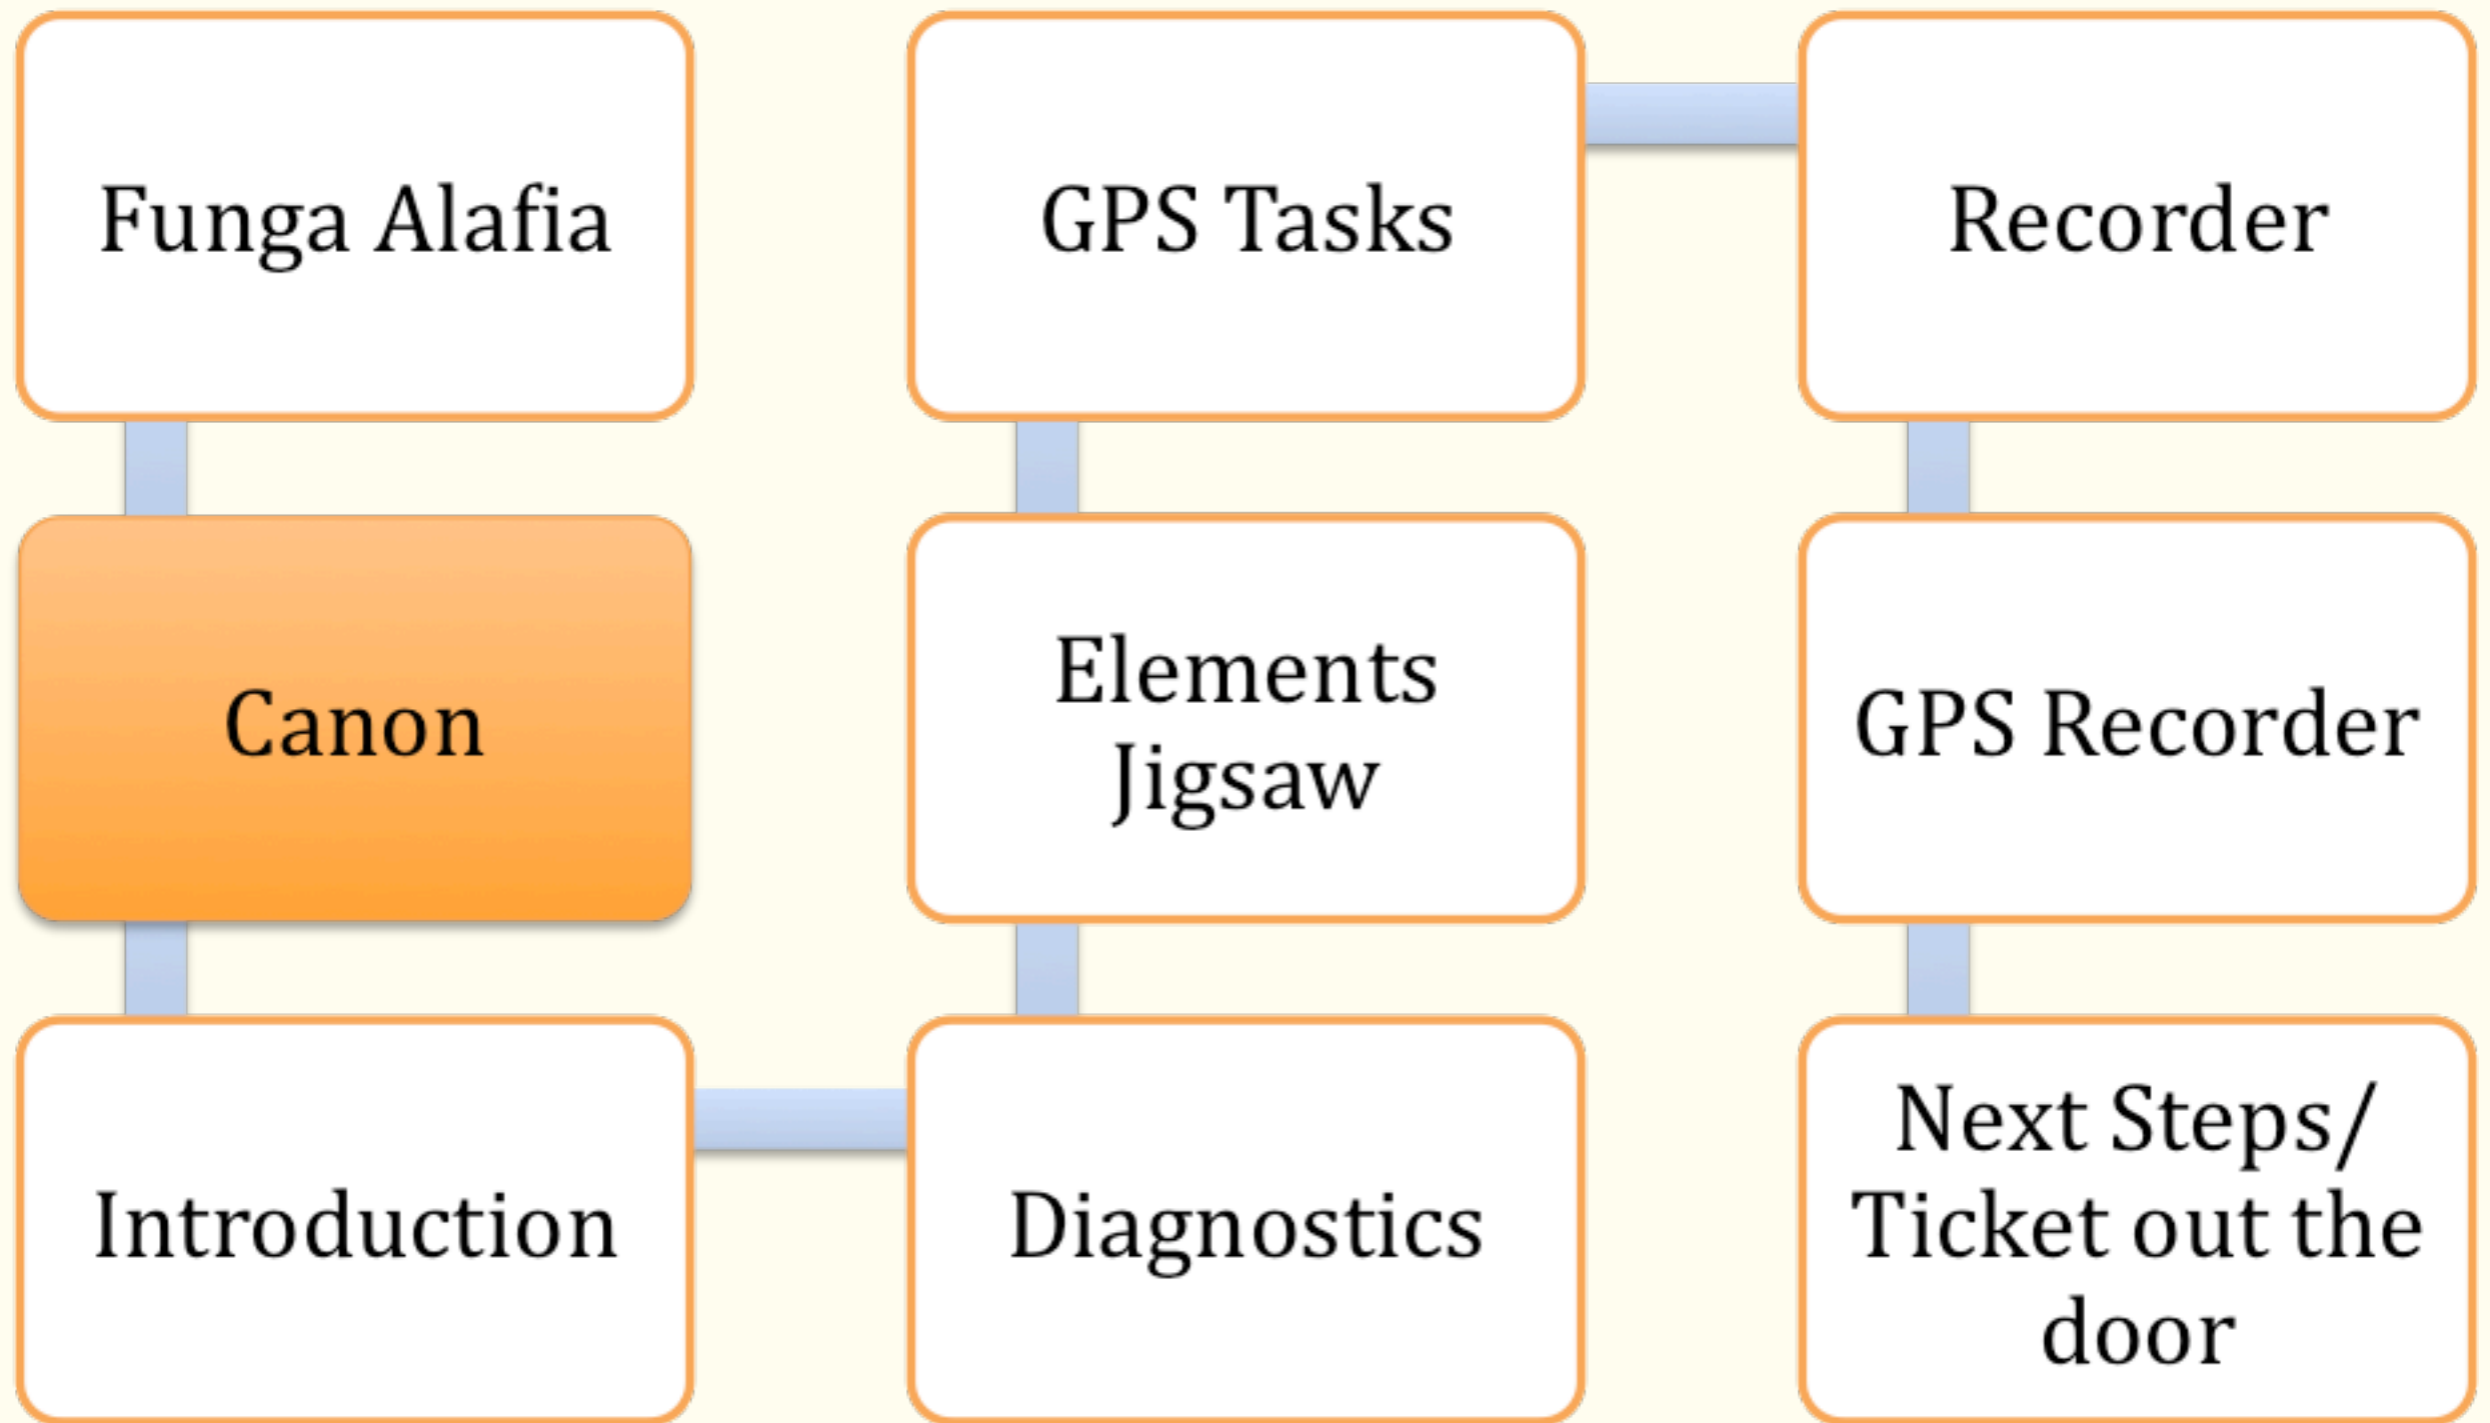 Funga Alafia
Canon
Introduction
Diagnostics
Elements
Jigsaw
GPS Tasks
Recorder
GPS Recorder
Next Steps/
Ticket out the
door